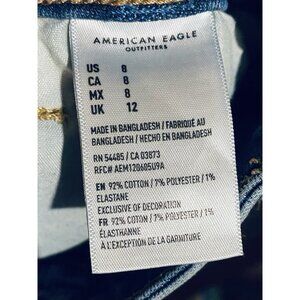 AMERICAN EAGLE
OUTFITTERS
US 8
CA 8
MX 8
UK 12
MADE IN BANGLADESH / FABRIQUÉ AU
BANGLADESH / HECHO EN BANGLADESH
RN 54485 / CA 03873
RFC# AEM120605U9A
EN 92% COTTON / 7% POLYESTER / 1%
ELASTANE
EXCLUSIVE OF DECORATION
FR 92% COTON / 7% POLYESTER / 1%
ÉLASTHANNE
À L'EXCEPTION DE LA GARNITURE